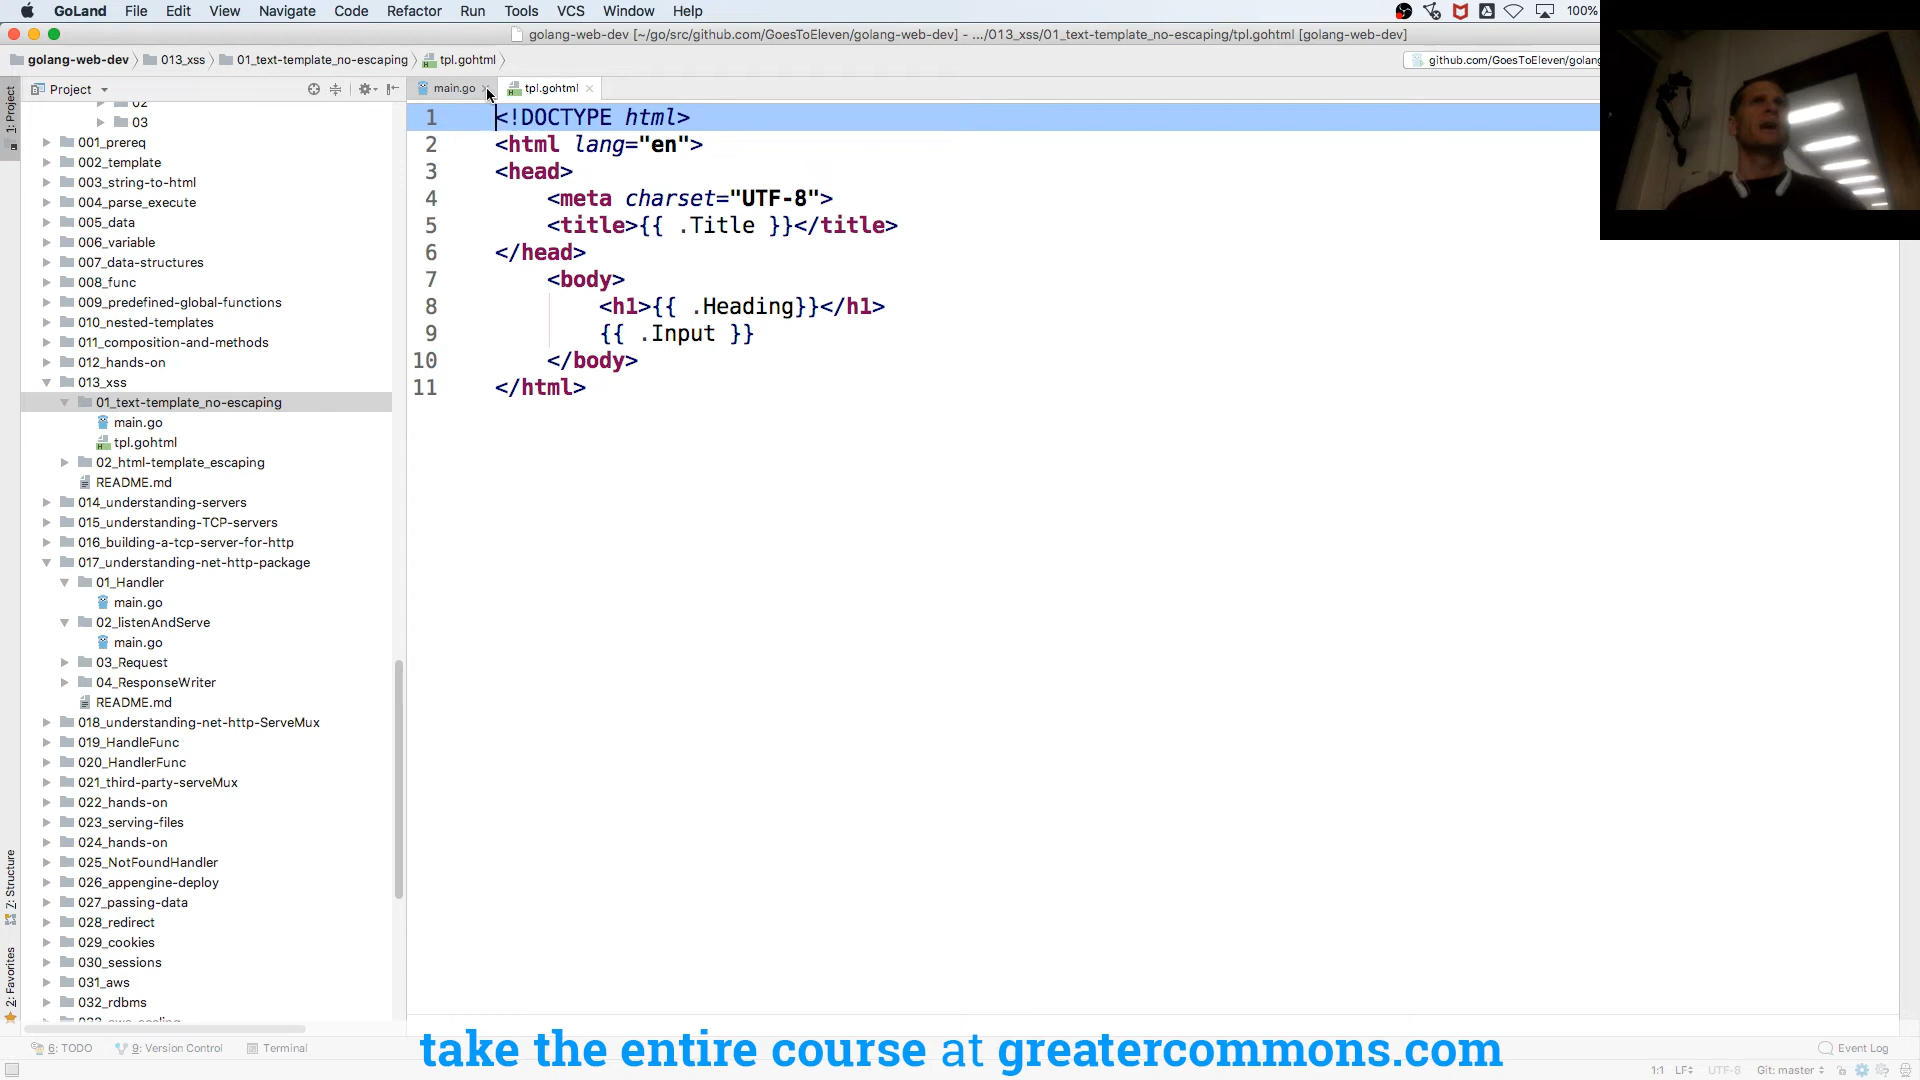 GoLand File Edit View Navigate Code Refactor Run Tools VCS Window Help 100%
golang-web-dev [~/go/src/github.com/GoesToEleven/golang-web-dev] - .../013_xss/01_text-template_no-escaping/tpl.gohtml [golang-web-dev]
golang-web-dev 013_xss 01_text-template_no-escaping tpl.gohtml github.com/GoesToEleven/golang
1: Project
Project
main.go tpl.gohtml
02
03
001_prereq
002_template
003_string-to-html
004_parse_execute
005_data
006_variable
007_data-structures
008_func
009_predefined-global-functions
010_nested-templates
011_composition-and-methods
012_hands-on
013_xss
01_text-template_no-escaping
main.go
tpl.gohtml
02_html-template_escaping
README.md
014_understanding-servers
015_understanding-TCP-servers
016_building-a-tcp-server-for-http
017_understanding-net-http-package
01_Handler
main.go
02_listenAndServe
main.go
03_Request
04_ResponseWriter
README.md
018_understanding-net-http-ServeMux
019_HandleFunc
020_HandlerFunc
021_third-party-serveMux
022_hands-on
023_serving-files
024_hands-on
025_NotFoundHandler
026_appengine-deploy
027_passing-data
028_redirect
029_cookies
030_sessions
031_aws
032_rdbms
1 <!DOCTYPE html>
2 <html lang="en">
3 <head>
4 <meta charset="UTF-8">
5 <title>{{ .Title }}</title>
6 </head>
7 <body>
8 <h1>{{ .Heading}}</h1>
9 {{ .Input }}
10 </body>
11 </html>
Z: Structure
2: Favorites
6: TODO 9: Version Control Terminal Event Log
take the entire course at greatercommons.com
1:1 LF UTF-8 Git: master